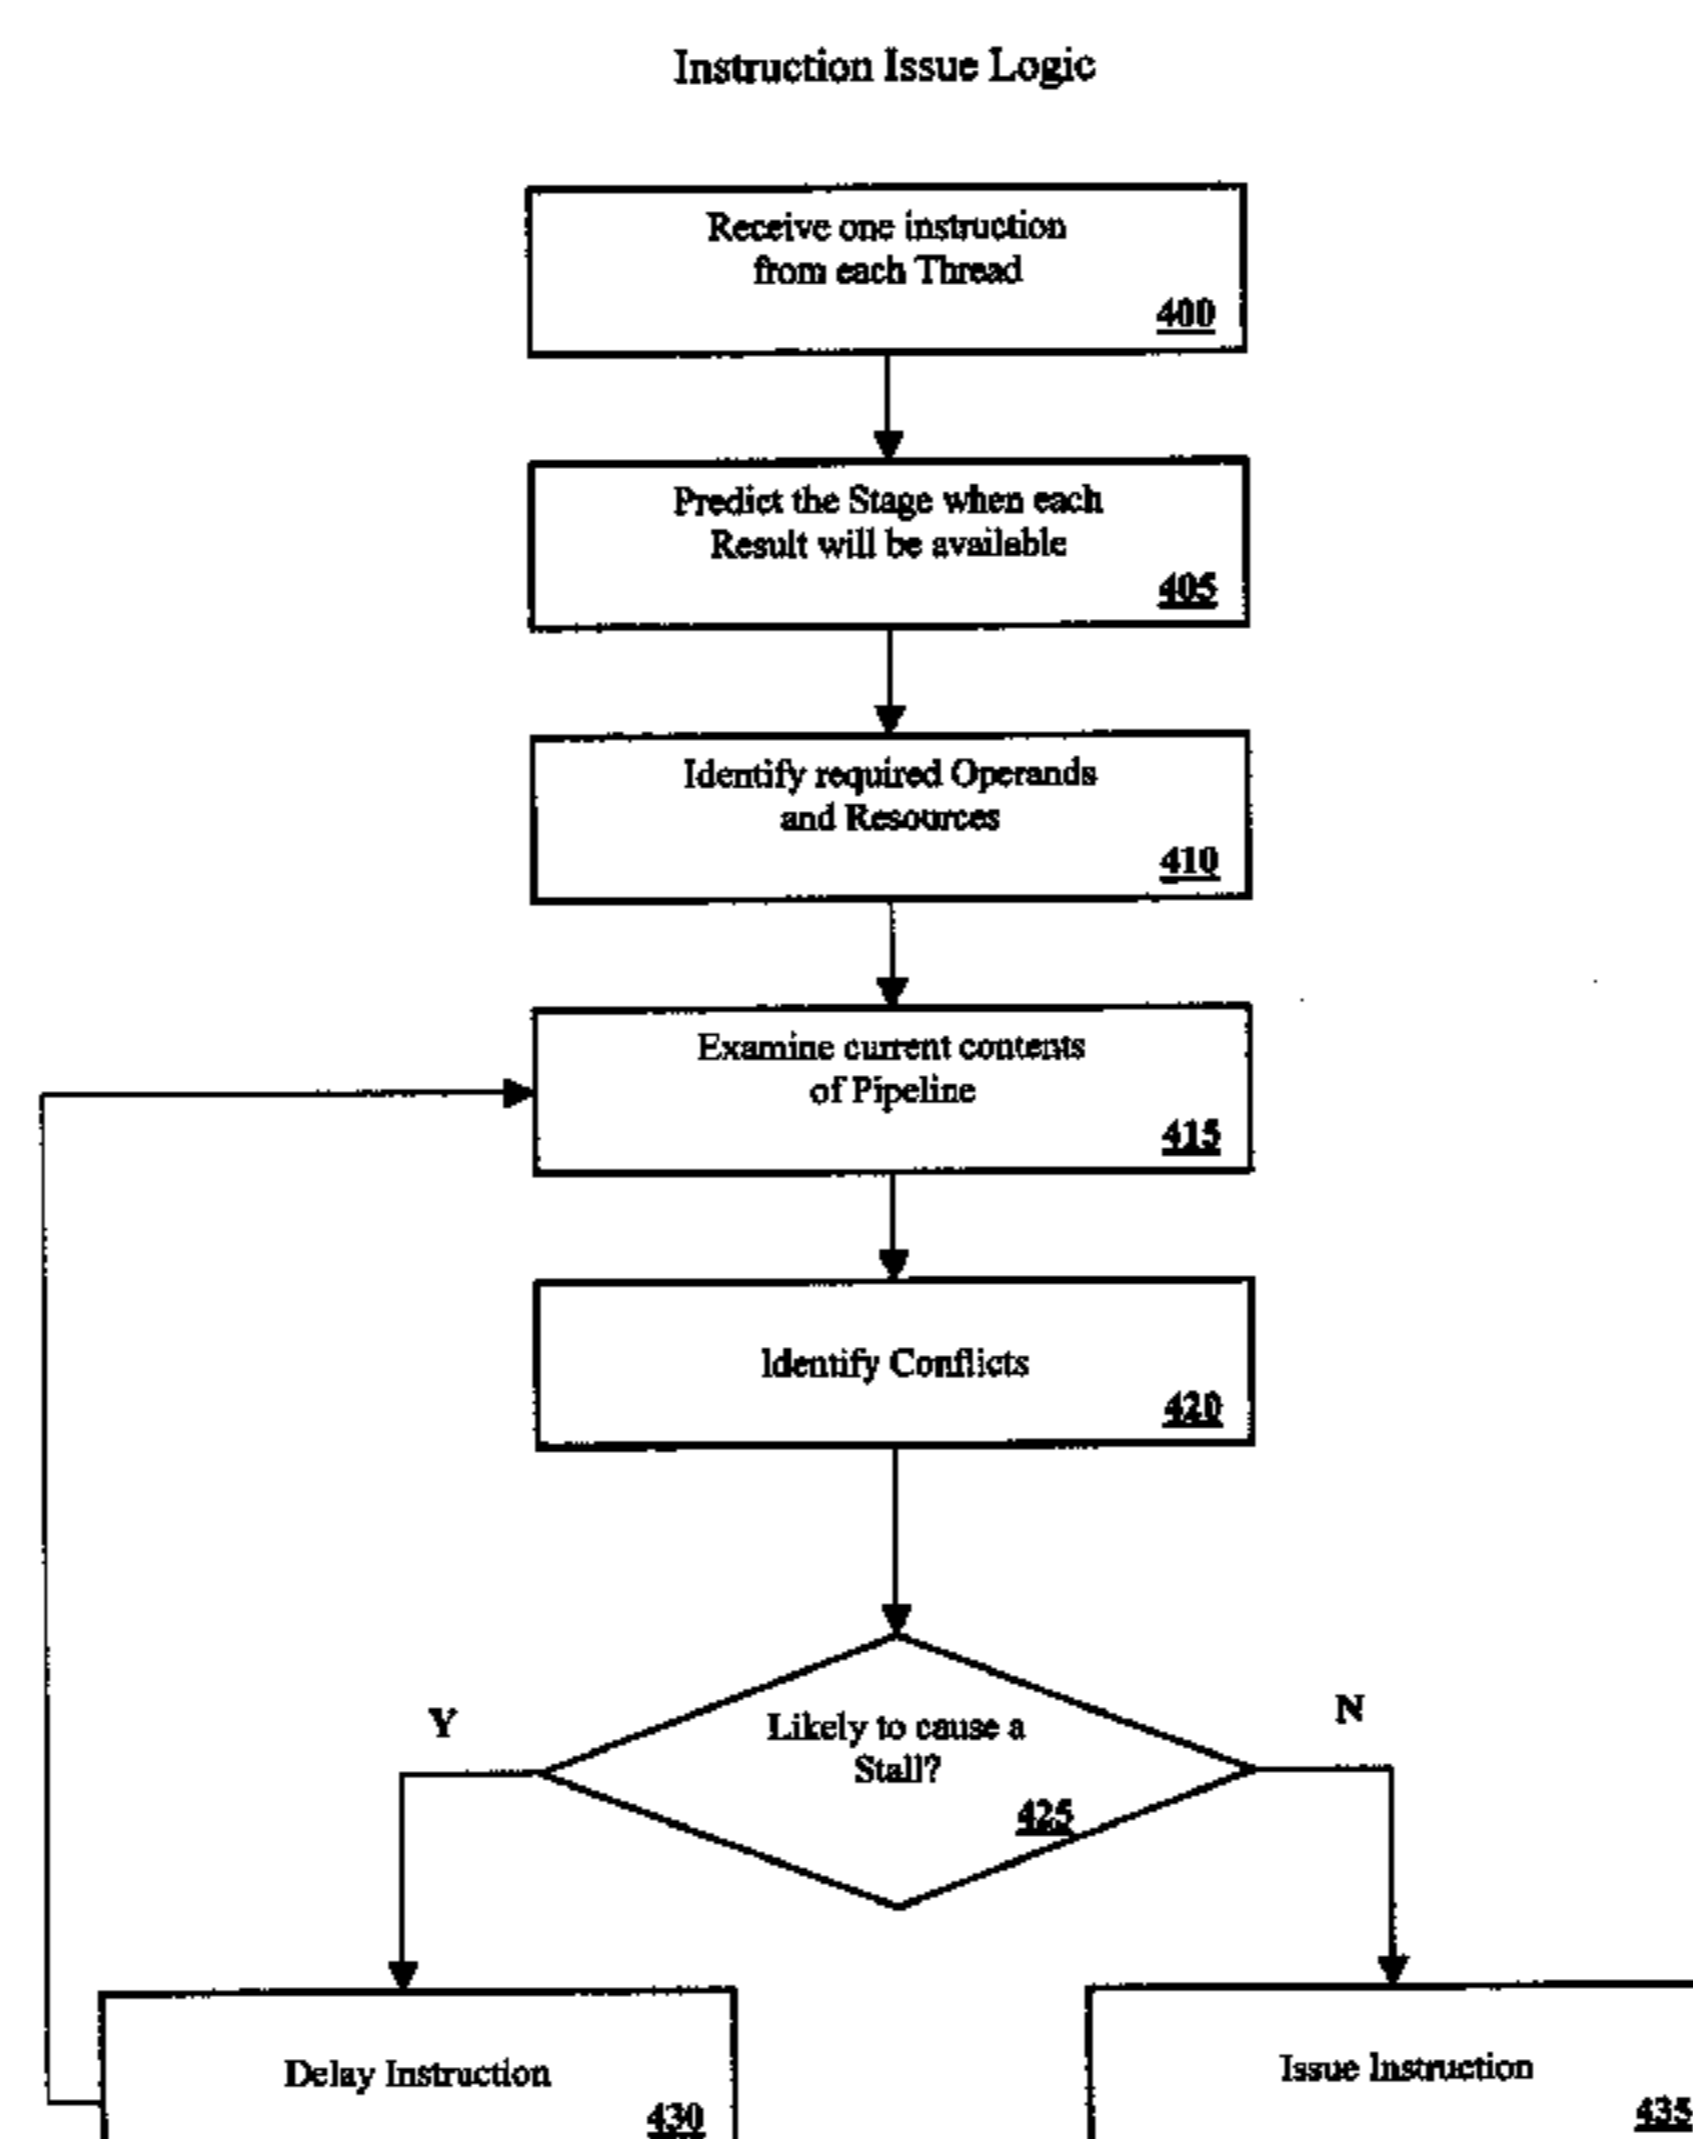 Instruction Issue Logic
Receive one instruction
from each Thread
400
Predict the Stage when each
Result will be available
405
Identify required Operands
and Resources
410
Examine current contents
of Pipeline
415
Identify Conflicts
420
Likely to cause a
Stall?
425
Y
N
Delay Instruction
430
Issue Instruction
435